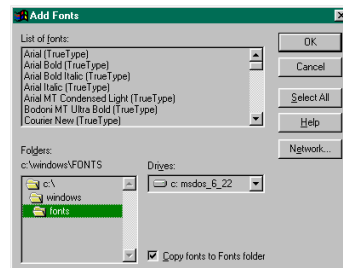 Add Fonts
List of fonts:
Arial (TrueType)
Arial Bold (TrueType)
Arial Bold Italic (TrueType)
Arial Italic (TrueType)
Arial MT Condensed Light (TrueType)
Bodoni MT Ultra Bold (TrueType)
Courier New (TrueType)
OK
Cancel
Select All
Help
Network...
Folders:
c:\windows\FONTS
c:\
windows
fonts
Drives:
c: msdos_6_22
Copy fonts to Fonts folder